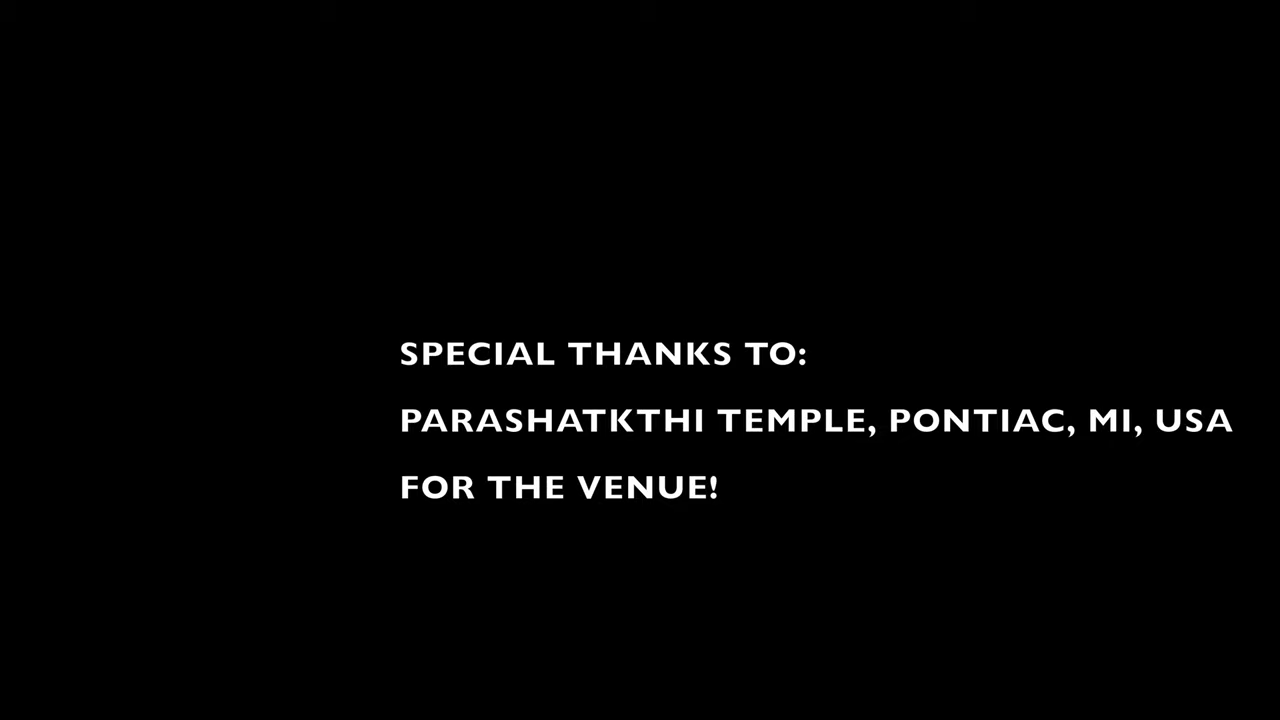 SPECIAL THANKS TO:
PARASHATKTHI TEMPLE, PONTIAC, MI, USA
FOR THE VENUE!